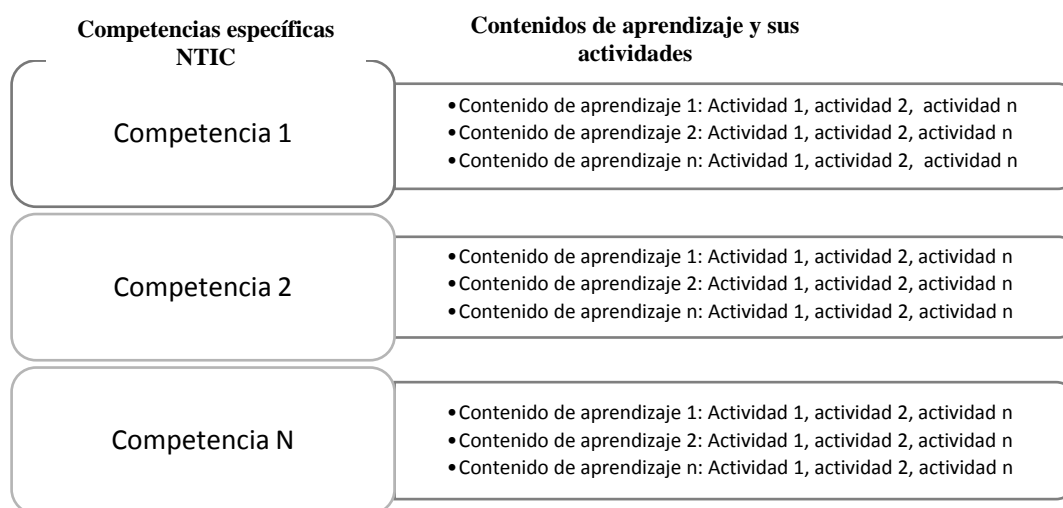 Competencias específicas
NTIC
Contenidos de aprendizaje y sus
actividades
Competencia 1
•Contenido de aprendizaje 1: Actividad 1, actividad 2, actividad n
•Contenido de aprendizaje 2: Actividad 1, actividad 2, actividad n
•Contenido de aprendizaje n: Actividad 1, actividad 2, actividad n
Competencia 2
•Contenido de aprendizaje 1: Actividad 1, actividad 2, actividad n
•Contenido de aprendizaje 2: Actividad 1, actividad 2, actividad n
•Contenido de aprendizaje n: Actividad 1, actividad 2, actividad n
Competencia N
•Contenido de aprendizaje 1: Actividad 1, actividad 2, actividad n
•Contenido de aprendizaje 2: Actividad 1, actividad 2, actividad n
•Contenido de aprendizaje n: Actividad 1, actividad 2, actividad n